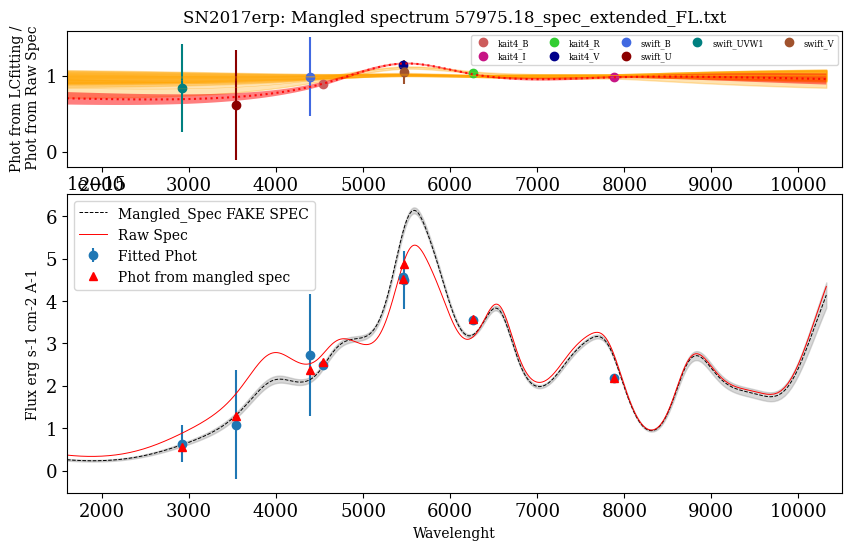 SN2017erp: Mangled spectrum 57975.18_spec_extended_FL.txt
Phot from LCfitting /
Phot from Raw Spec
1
0
kait4_B kait4_R swift_B swift_UVW1 swift_V
kait4_I kait4_V swift_U
2000 3000 4000 5000 6000 7000 8000 9000 10000
Flux erg s-1 cm-2 A-1
6
5
4
3
2
1
0
Mangled_Spec FAKE SPEC
Raw Spec
Fitted Phot
Phot from mangled spec
2000 3000 4000 5000 6000 7000 8000 9000 10000
Wavelenght